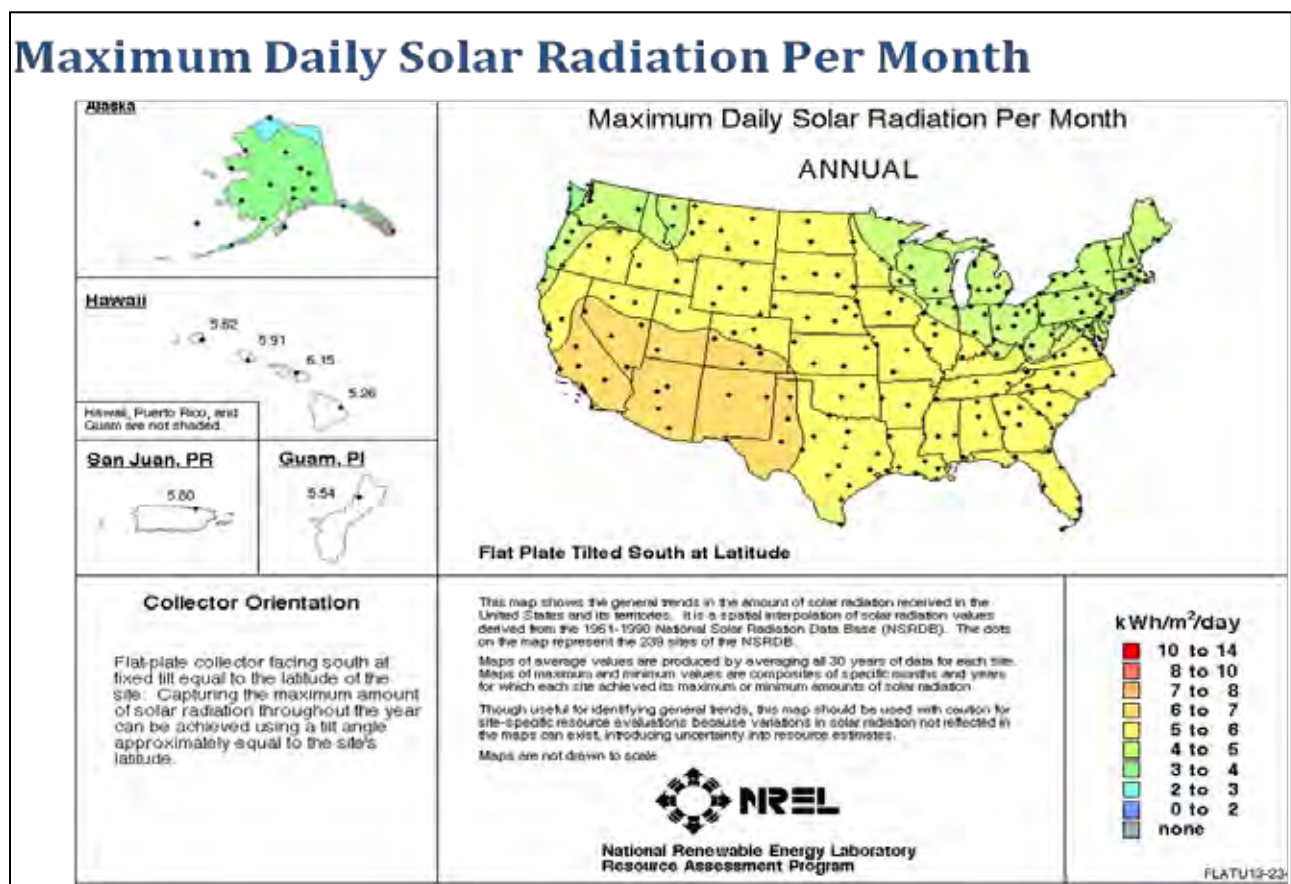 Maximum Daily Solar Radiation Per Month
Alaska
Maximum Daily Solar Radiation Per Month
ANNUAL
Hawaii
5.82
5.91
6.15
5.26
Hawaii, Puerto Rico, and
Guam are not shaded.
San Juan, PR
5.80
Guam, PI
5.54
Flat Plate Tilted South at Latitude
Collector Orientation
Flat-plate collector facing south at
fixed tilt equal to the latitude of the
site: Capturing the maximum amount
of solar radiation throughout the year
can be achieved using a tilt angle
approximately equal to the site's
latitude.
This map shows the general trends in the amount of solar radiation received in the
United States and its territories. It is a spatial interpolation of solar radiation values
derived from the 1961-1990 National Solar Radiation Data Base (NSRDB). The dots
on the map represent the 239 sites of the NSRDB.
Maps of average values are produced by averaging all 30 years of data for each site.
Maps of maximum and minimum values are composites of specific months and years
for which each site achieved its maximum or minimum amounts of solar radiation.
Though useful for identifying general trends, this map should be used with caution for
site-specific resource evaluations because variations in solar radiation not reflected in
the maps can exist, introducing uncertainty into resource estimates.
Maps are not drawn to scale.
NREL
National Renewable Energy Laboratory
Resource Assessment Program
kWh/m²/day
10 to 14
8 to 10
7 to 8
6 to 7
5 to 6
4 to 5
3 to 4
2 to 3
0 to 2
none
FLATU13-23-